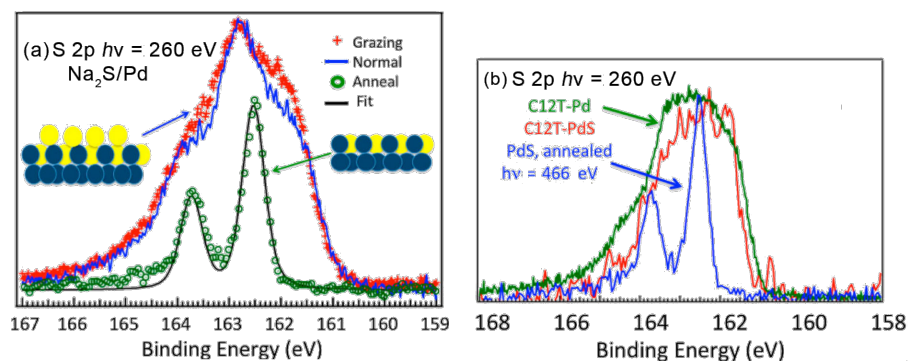 (a) S 2p hν = 260 eV
Na2S/Pd
Grazing
Normal
Anneal
Fit
167 166 165 164 163 162 161 160 159
Binding Energy (eV)
(b) S 2p hν = 260 eV
C12T-Pd
C12T-PdS
PdS, annealed
hν = 466 eV
168 166 164 162 160 158
Binding Energy (eV)